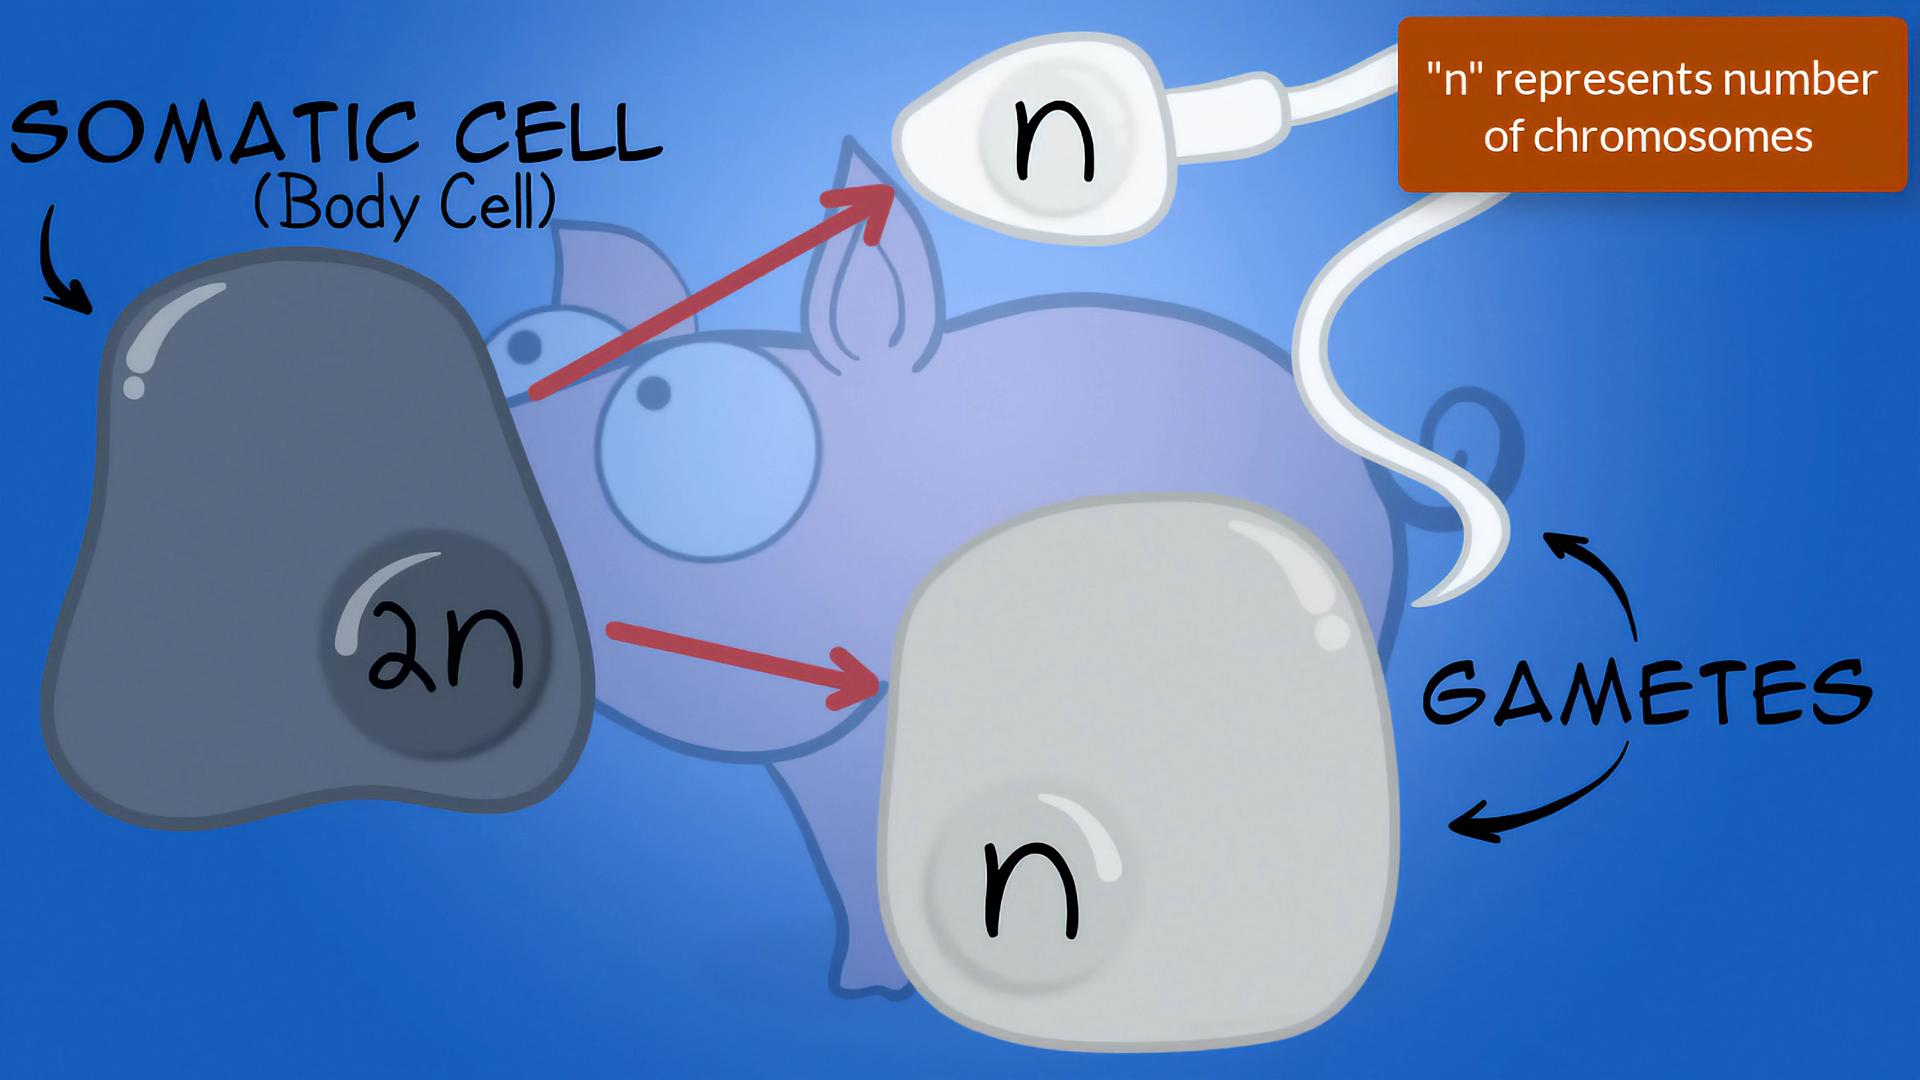 SOMATIC CELL
(Body Cell)
2n
n
"n" represents number
of chromosomes
n
GAMETES